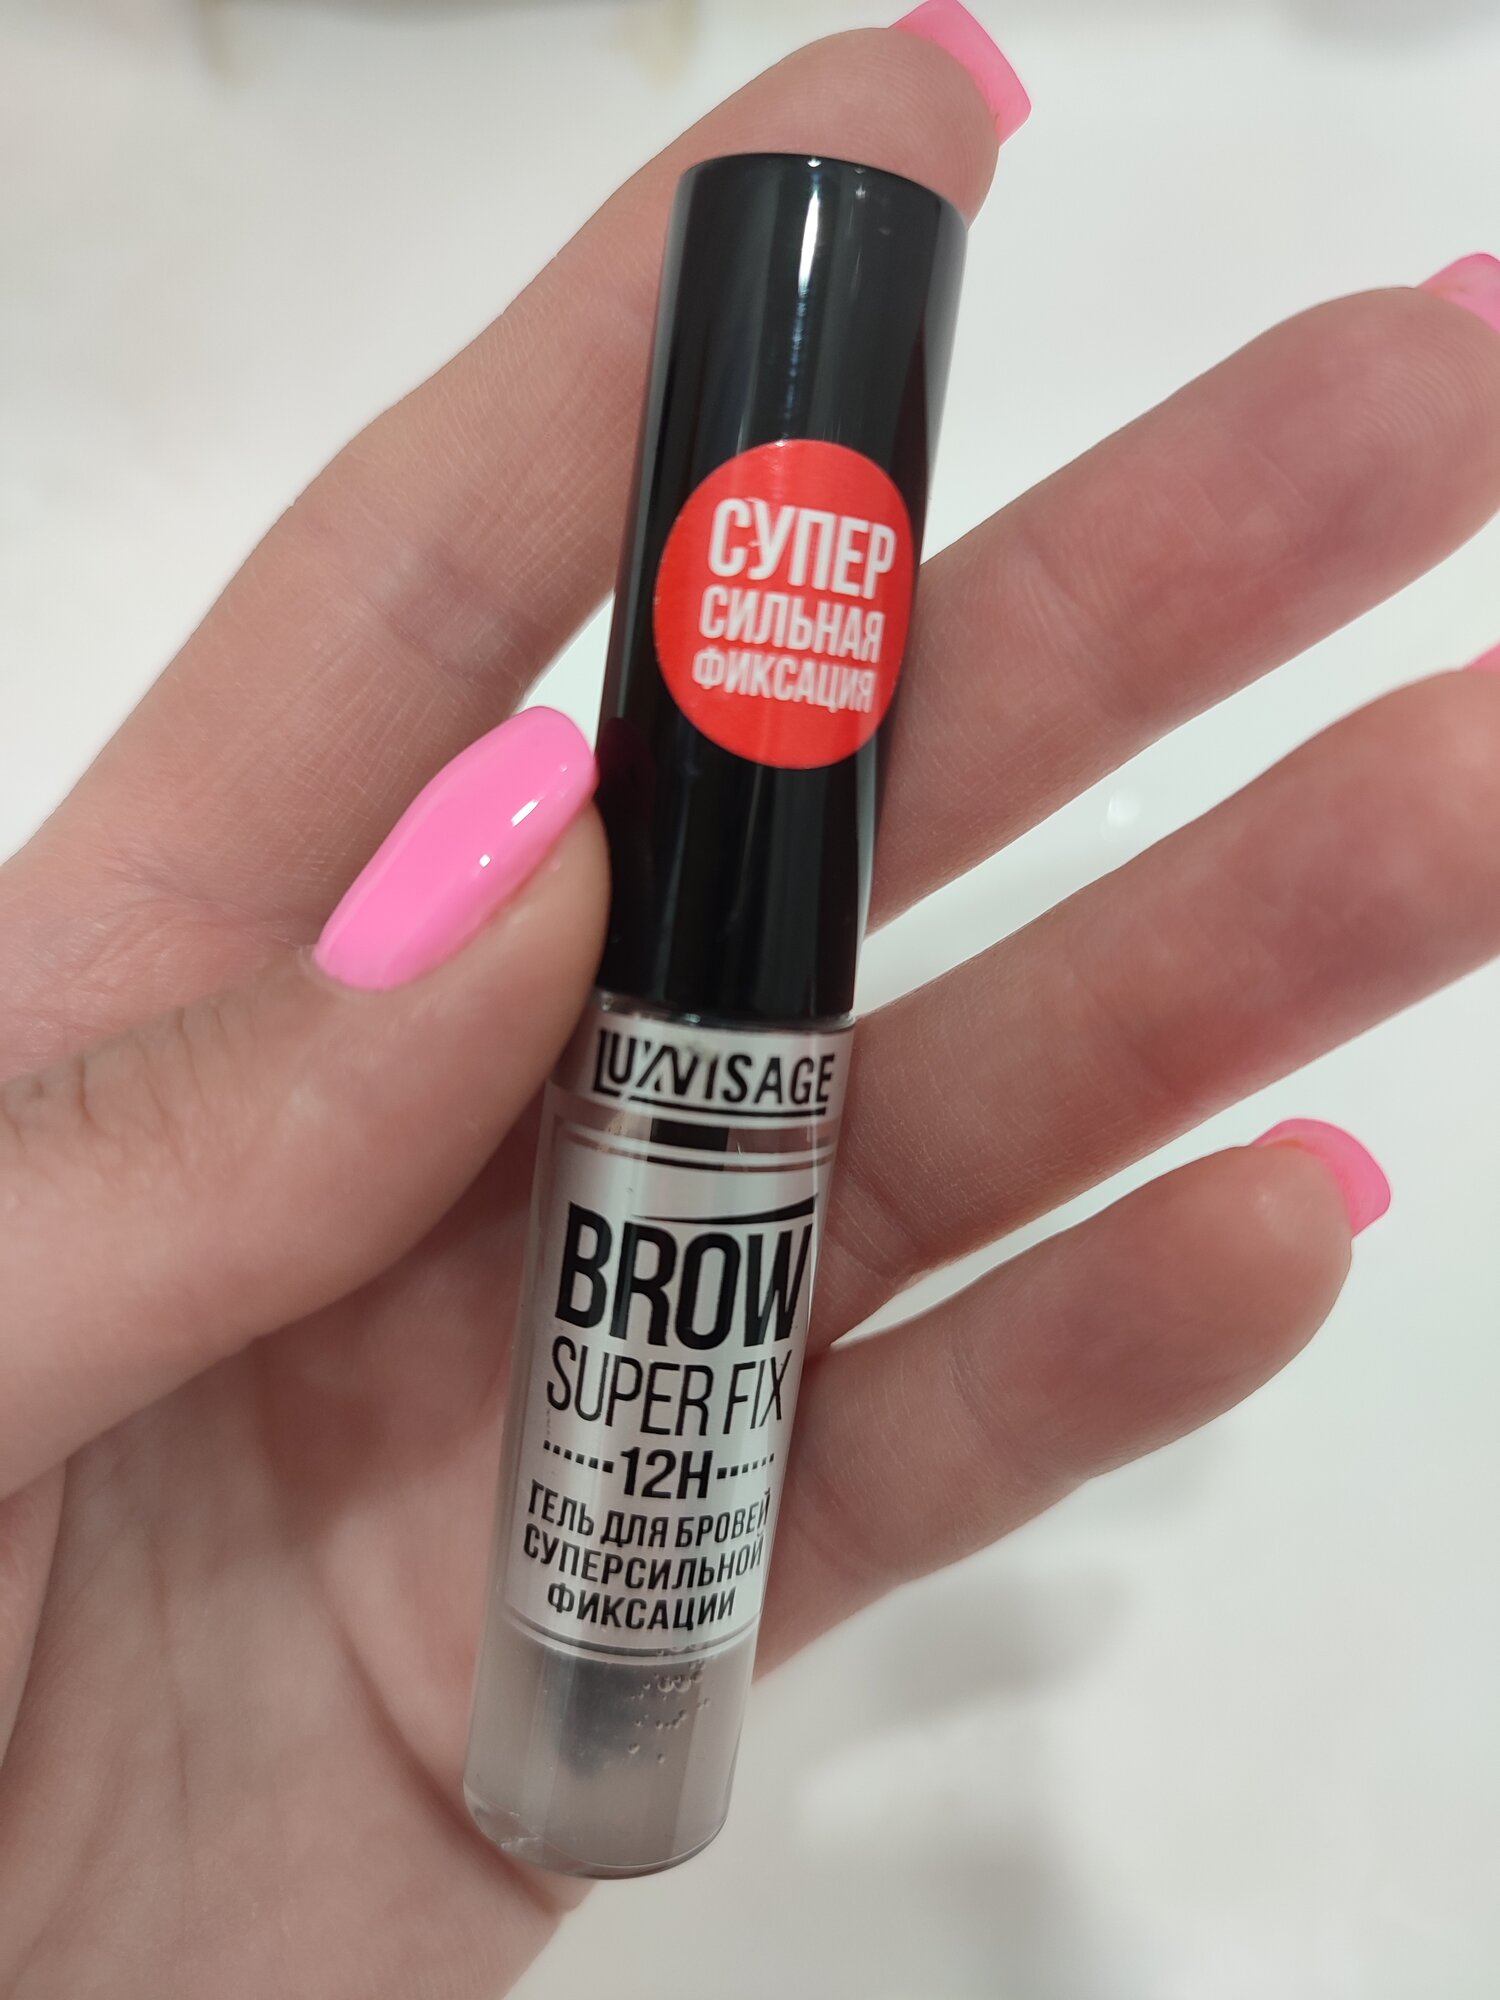 СУПЕР
СИЛЬНАЯ
ФИКСАЦИЯ
LUXVISAGE
BROW
SUPER FIX
12H
ГЕЛЬ ДЛЯ БРОВЕЙ
СУПЕРСИЛЬНОЙ
ФИКСАЦИИ